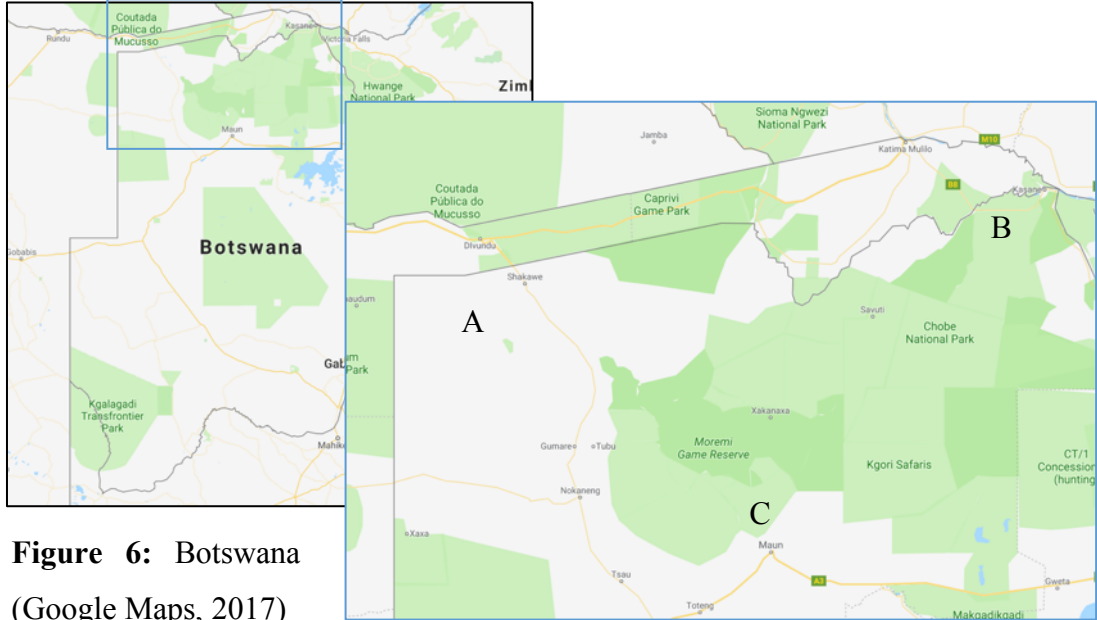 Coutada
Pública do
Mucusso
Rundu
Kasane
Victoria Falls
Hwange
National Park
Maun
Gobabis
Botswana
Kgalagadi
Transfrontier
Park
Sioma Ngwezi
National Park
Jamba
Katima Mulilo
M10
B8
Kasane
Coutada
Pública do
Mucusso
Caprivi
Game Park
Divundu
Shakawe
A
B
audum
m
Park
Savuti
Chobe
National Park
Xakanaxa
Gumare
Tubu
Moremi
Game Reserve
Kgori Safaris
CT/1
Concession
(hunting
Nokaneng
C
Xaxa
Maun
Tsau
A3
Gweta
Toteng
Makgadikgadi
Zim
Gab
Mahik
Figure 6: Botswana
(Google Maps, 2017)